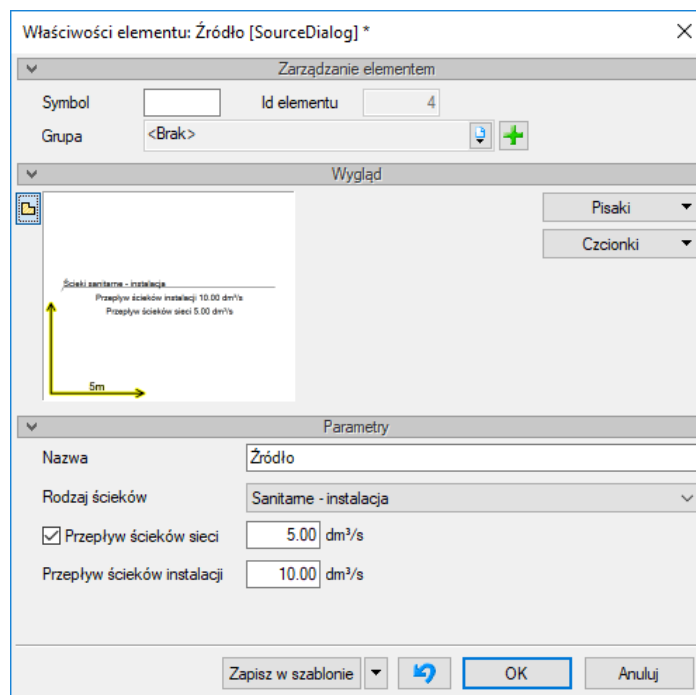 Właściwości elementu: Źródło [SourceDialog] *
Zarządzanie elementem
Symbol
Id elementu 4
Grupa <Brak>
Wygląd
Pisaki
Czcionki
Ścieki sanitarne - instalacja
Przepływ ścieków instalacji 10.00 dm³/s
Przepływ ścieków sieci 5.00 dm³/s
5m
Parametry
Nazwa Źródło
Rodzaj ścieków Sanitarne - instalacja
Przepływ ścieków sieci 5.00 dm³/s
Przepływ ścieków instalacji 10.00 dm³/s
Zapisz w szablonie OK Anuluj